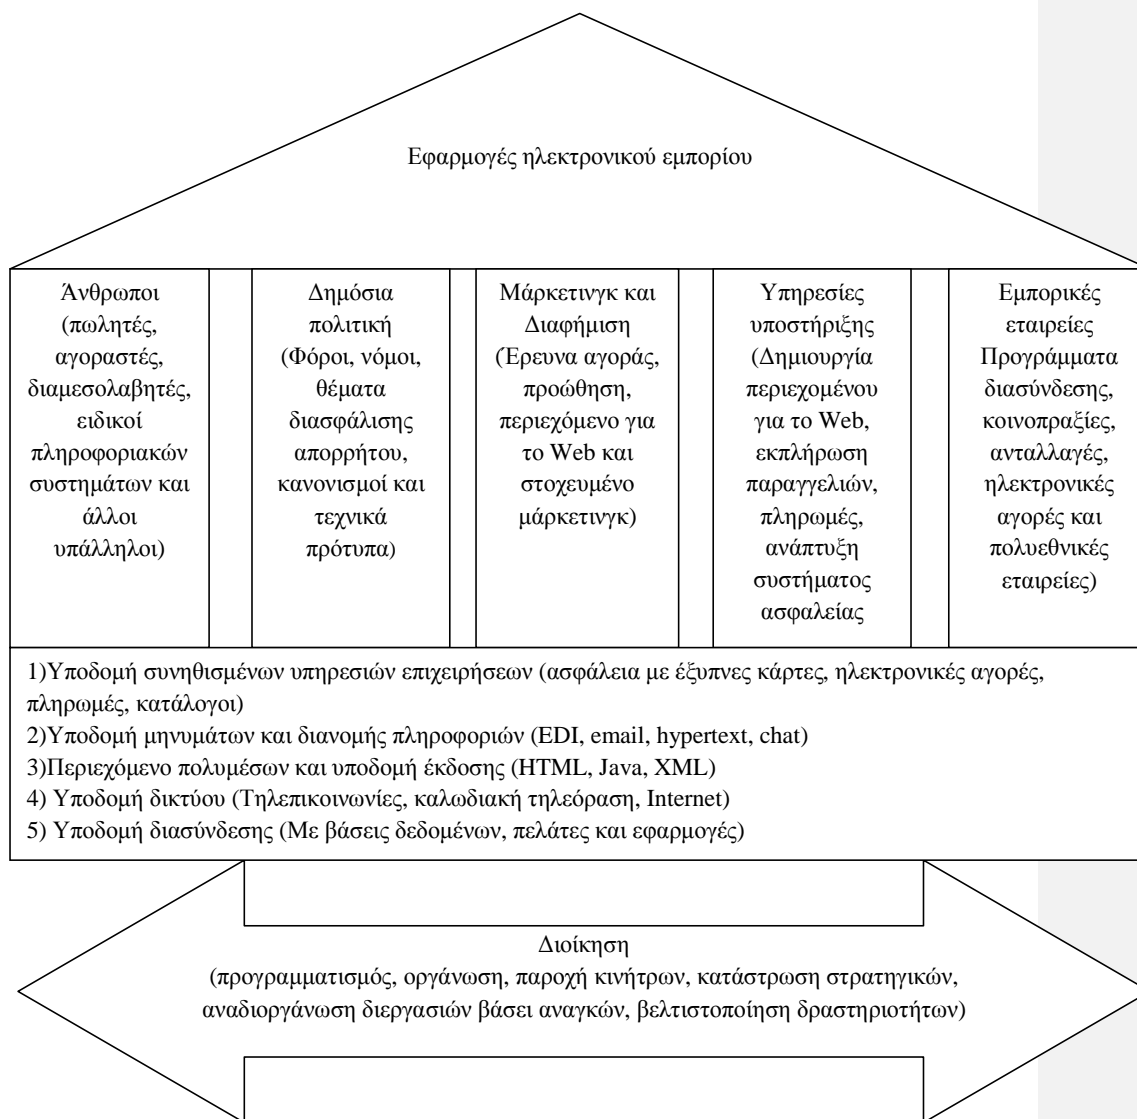 Εφαρμογές ηλεκτρονικού εμπορίου
Άνθρωποι
(πωλητές,
αγοραστές,
διαμεσολαβητές,
ειδικοί
πληροφοριακών
συστημάτων και
άλλοι
υπάλληλοι)
Δημόσια
πολιτική
(Φόροι, νόμοι,
θέματα
διασφάλισης
απορρήτου,
κανονισμοί και
τεχνικά
πρότυπα)
Μάρκετινγκ και
Διαφήμιση
(Έρευνα αγοράς,
προώθηση,
περιεχόμενο για
το Web και
στοχευμένο
μάρκετινγκ)
Υπηρεσίες
υποστήριξης
(Δημιουργία
περιεχομένου
για το Web,
εκπλήρωση
παραγγελιών,
πληρωμές,
ανάπτυξη
συστήματος
ασφαλείας
Εμπορικές
εταιρείες
Προγράμματα
διασύνδεσης,
κοινοπραξίες,
ανταλλαγές,
ηλεκτρονικές
αγορές και
πολυεθνικές
εταιρείες)
1)Υποδομή συνηθισμένων υπηρεσιών επιχειρήσεων (ασφάλεια με έξυπνες κάρτες, ηλεκτρονικές αγορές,
πληρωμές, κατάλογοι)
2)Υποδομή μηνυμάτων και διανομής πληροφοριών (EDI, email, hypertext, chat)
3)Περιεχόμενο πολυμέσων και υποδομή έκδοσης (HTML, Java, XML)
4) Υποδομή δικτύου (Τηλεπικοινωνίες, καλωδιακή τηλεόραση, Internet)
5) Υποδομή διασύνδεσης (Με βάσεις δεδομένων, πελάτες και εφαρμογές)
Διοίκηση
(προγραμματισμός, οργάνωση, παροχή κινήτρων, κατάστρωση στρατηγικών,
αναδιοργάνωση διεργασιών βάσει αναγκών, βελτιστοποίηση δραστηριοτήτων)